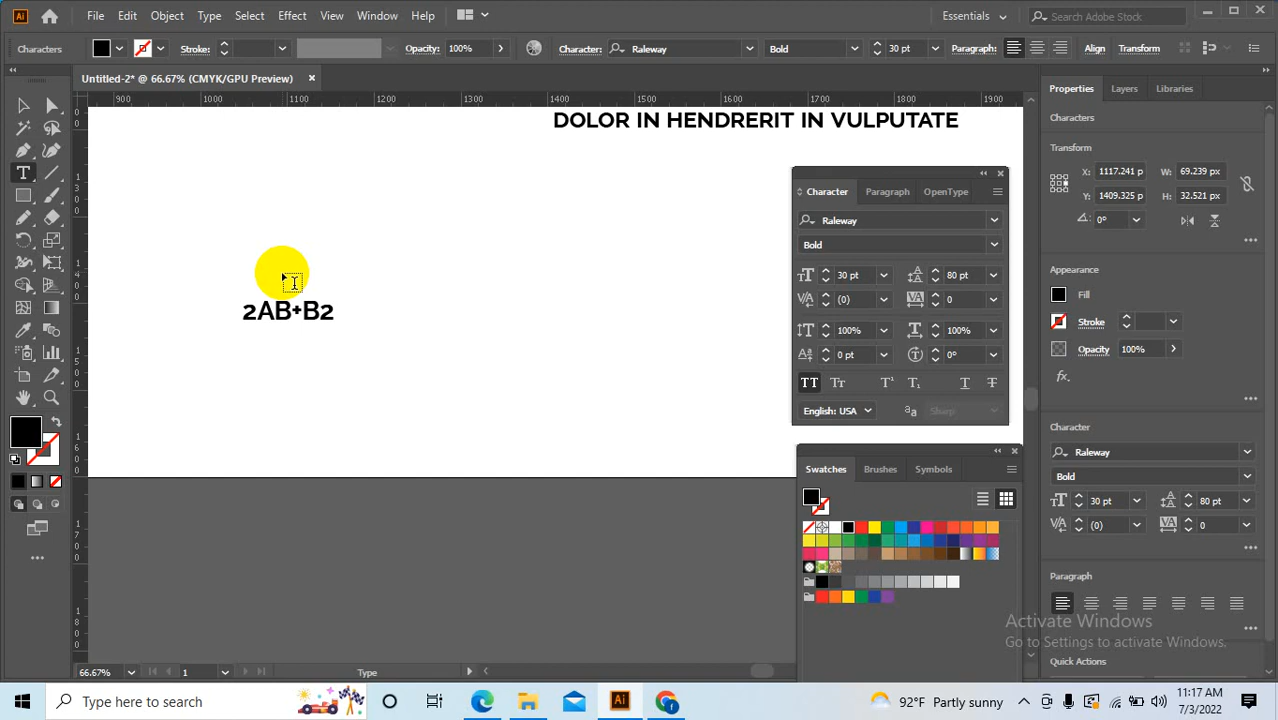 Ai File Edit Object Type Select Effect View Window Help Essentials Search Adobe Stock
Characters Stroke: Opacity: 100% Character: Raleway Bold 30 pt Paragraph: Align Transform
Untitled-2* @ 66.67% (CMYK/GPU Preview)
Properties Layers Libraries
900 1000 1100 1200 1300 1400 1500 1600 1700 1800 1900
DOLOR IN HENDRERIT IN VULPUTATE
Characters
Transform
X: 1117.241 p W: 69.239 px
Y: 1409.325 p H: 32.521 px
0°
Character Paragraph OpenType
Raleway
Bold
30 pt 80 pt
(0) 0
100% 100%
0 pt 0°
English: USA Sharp
2AB+B2
Appearance
Fill
Stroke
Opacity 100%
fx.
Character
Raleway
Bold
30 pt 80 pt
(0) 0
Swatches Brushes Symbols
Paragraph
Activate Windows
Go to Settings to activate Windows.
Quick Actions
66.67% 1 Type
Type here to search
92°F Partly sunny
11:17 AM
7/3/2022